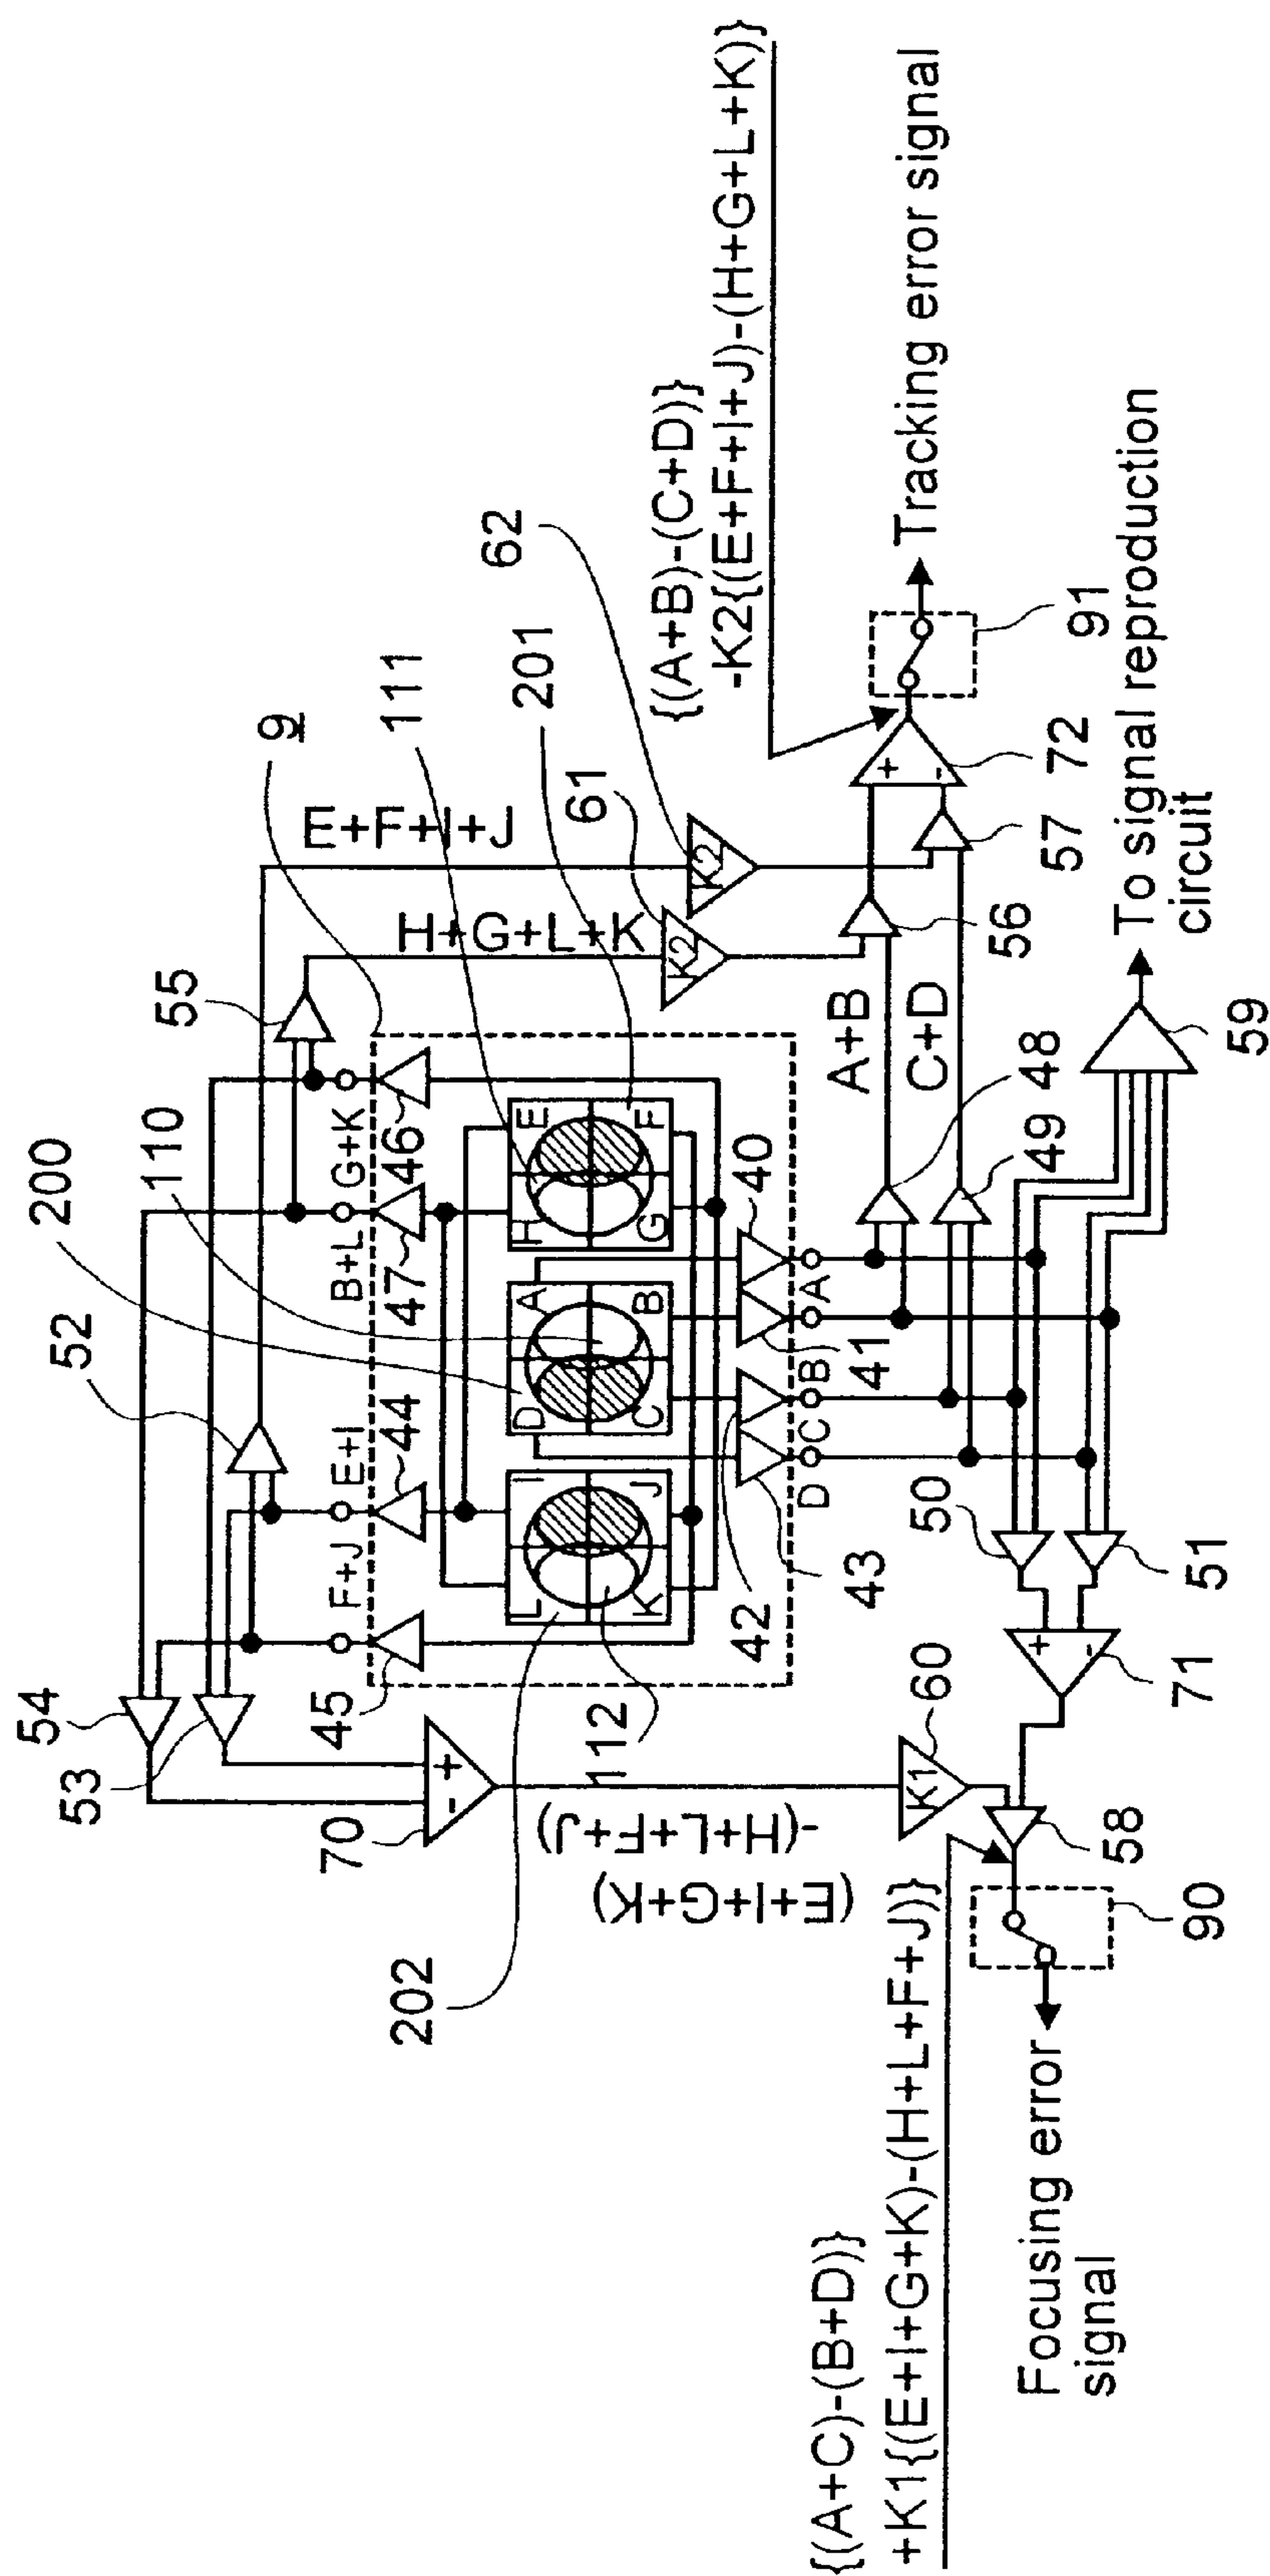 {(A+B)-(C+D)}
-K2{(E+F+I+J)-(H+G+L+K)}
Tracking error signal
To signal reproduction
circuit
{(A+C)-(B+D)}
+K1{(E+I+G+K)-(H+L+F+J)}
Focusing error
signal
(E+I+G+K)
-(H+L+F+J)
E+F+I+J
H+G+L+K
A+B
C+D
F+J
E+I
B+L
G+K
9
200
110
111
201
202
112
52
55
54
53
70
45
44
47
46
61
62
K2
K2
+
-
72
91
57
56
48
49
59
40
41
42
43
A
B
C
D
L
I
K
J
D
A
C
B
H
E
G
F
50
51
+
-
71
60
K1
58
90
-
+